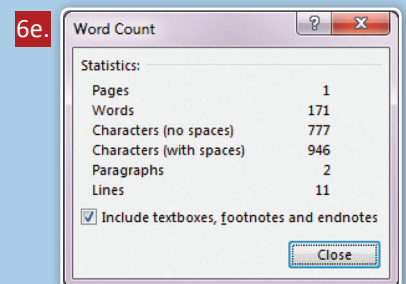 6e.
Word Count
?
Statistics:
Pages 1
Words 171
Characters (no spaces) 777
Characters (with spaces) 946
Paragraphs 2
Lines 11
Include textboxes, footnotes and endnotes
Close